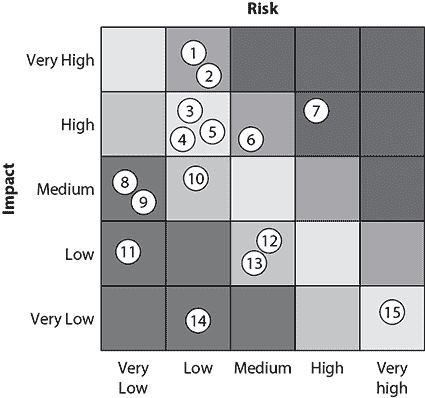 Risk
Very High
1
2
High
3
4
5
6
7
Impact
Medium
8
9
10
Low
11
12
13
Very Low
14
15
Very
Low
Low
Medium
High
Very
high